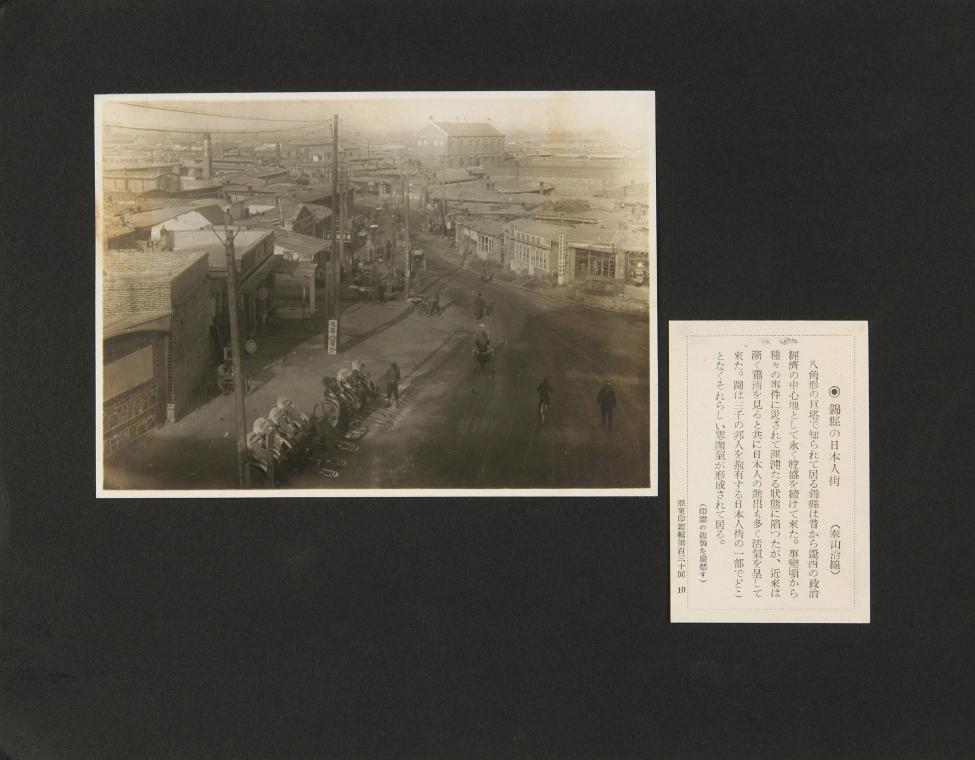 ◉ 錦縣の日本人街 （奉山沿線）
八角形の巨塔で知られて居る錦縣は昔から遼西の政治
經濟の中心地として永く殷盛を續けて來た。事變頃から
種々の事件に災されて渾沌たる狀態に陷つたが、近來は
漸く肅淸を見ると共に日本人の進出も多く活氣を呈して
來た。圖は三千の邦人を抱有する日本人街の一部でどこ
となくそれらしい雰圍氣が形成されて居る。
（印畫の複製を嚴禁す）
亞東印畫輯第百三十回 10